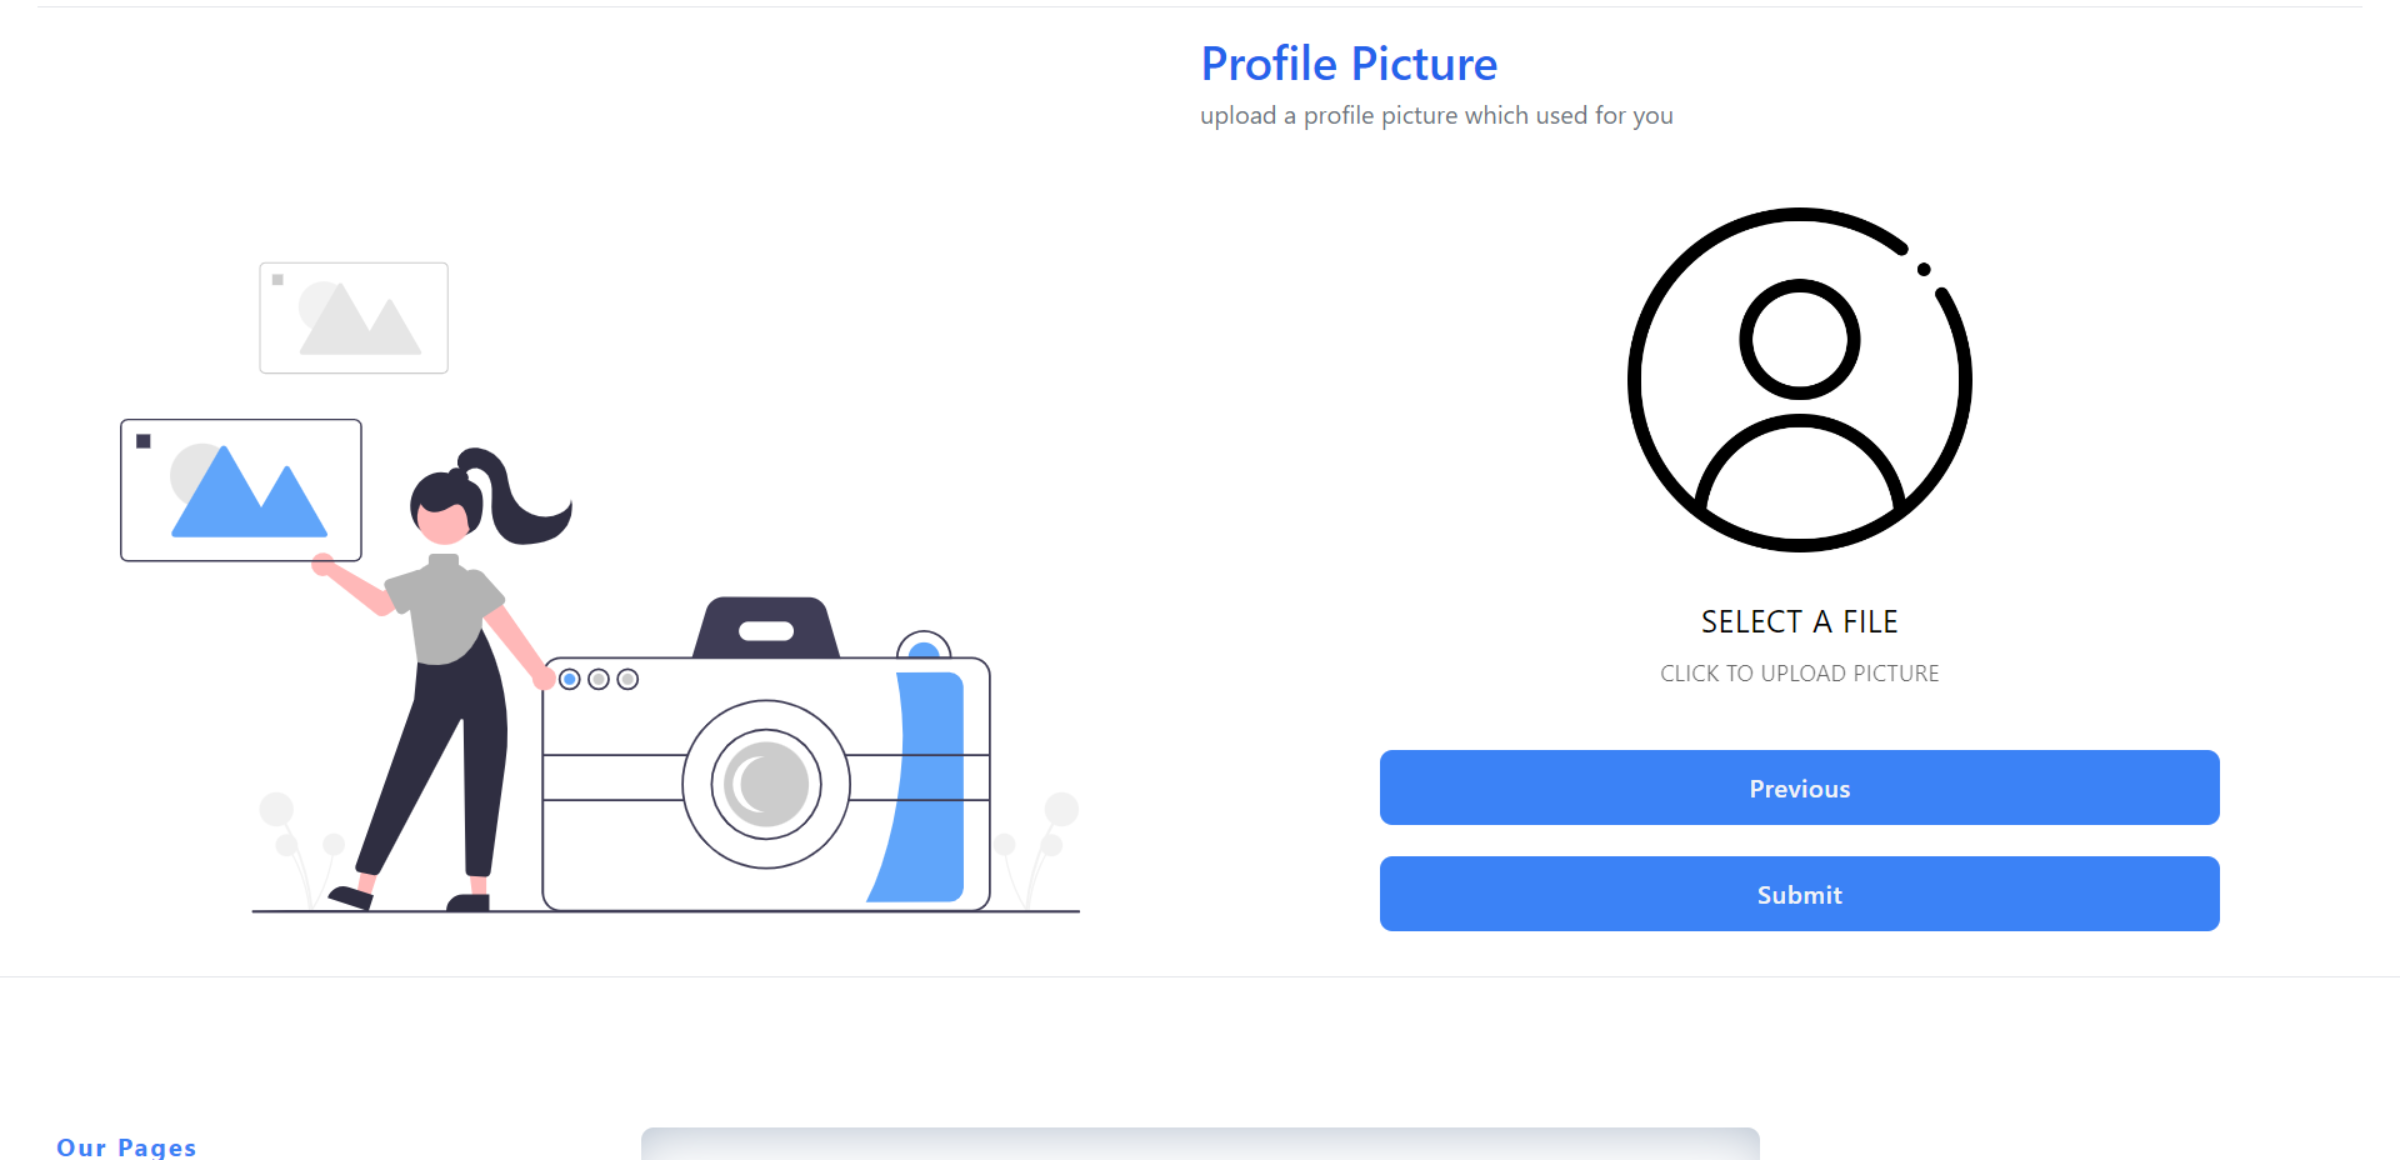 Profile Picture
upload a profile picture which used for you
SELECT A FILE
CLICK TO UPLOAD PICTURE
Previous
Submit
Our Pages